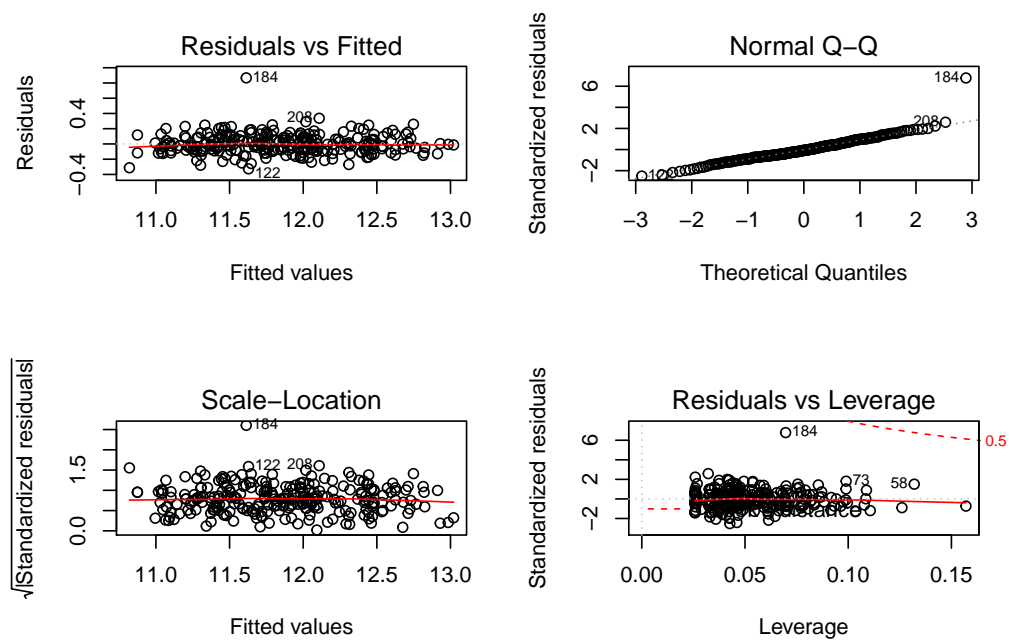 Residuals vs Fitted
Residuals
−0.4
0.4
184
208
122
11.0 11.5 12.0 12.5 13.0
Fitted values
Normal Q−Q
Standardized residuals
−2
2
6
184
208
−3 −2 −1 0 1 2 3
Theoretical Quantiles
Scale−Location
√|Standardized residuals|
0.0
1.5
184
122
208
11.0 11.5 12.0 12.5 13.0
Fitted values
Residuals vs Leverage
Standardized residuals
−2
2
6
184
0.5
73
58
0.00 0.05 0.10 0.15
Leverage